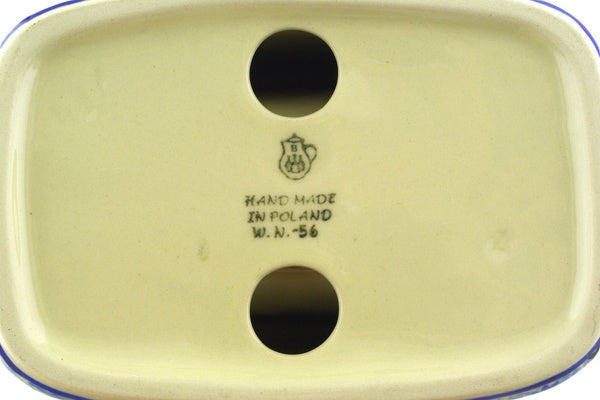 B
HAND MADE
IN POLAND
W.N.-56